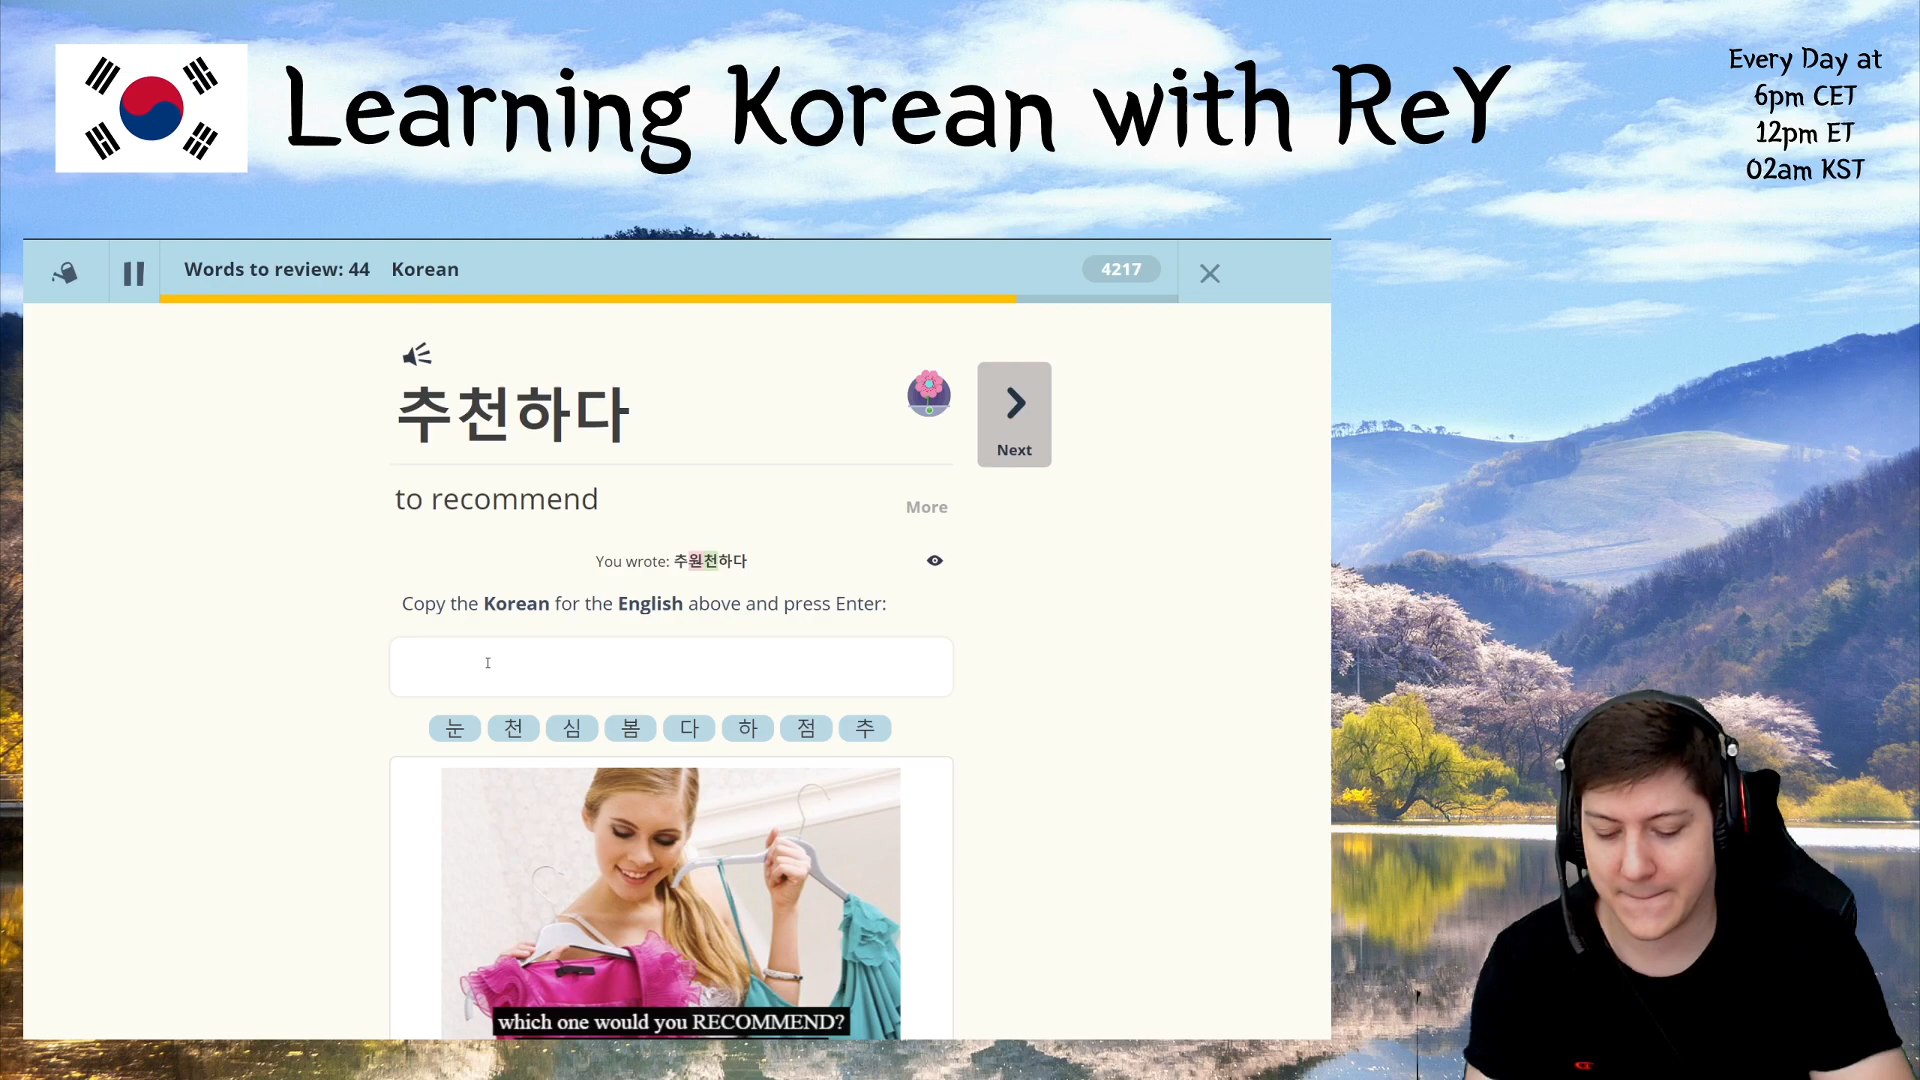 Learning Korean with ReY
Every Day at
6pm CET
12pm ET
02am KST
Words to review: 44 Korean
4217
추천하다
Next
to recommend
More
You wrote: 추원천하다
Copy the Korean for the English above and press Enter:
눈 천 심 봄 다 하 점 추
which one would you RECOMMEND?